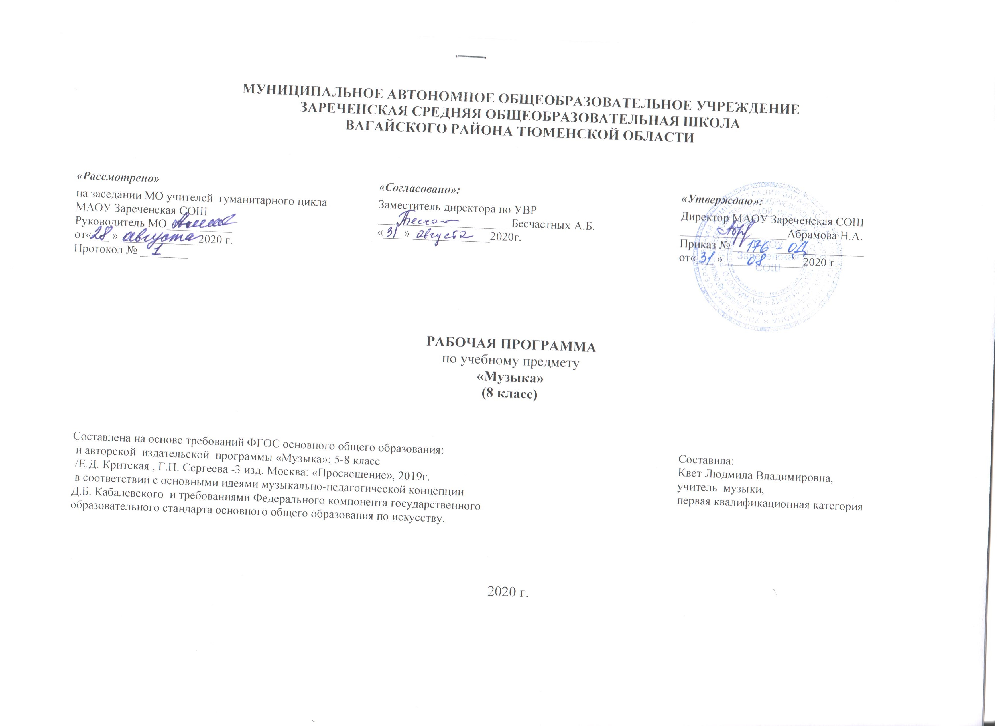 МУНИЦИПАЛЬНОЕ АВТОНОМНОЕ ОБЩЕОБРАЗОВАТЕЛЬНОЕ УЧРЕЖДЕНИЕ
ЗАРЕЧЕНСКАЯ СРЕДНЯЯ ОБЩЕОБРАЗОВАТЕЛЬНАЯ ШКОЛА
ВАГАЙСКОГО РАЙОНА ТЮМЕНСКОЙ ОБЛАСТИ
«Рассмотрено»
на заседании МО учителей гуманитарного цикла
МАОУ Зареченская СОШ
Руководитель МО
от«28 » августа 2020 г.
Протокол № 1
«Согласовано»:
Заместитель директора по УВР
Бесчастных А.Б.
«31 » августа 2020г.
«Утверждаю»:
Директор МАОУ Зареченская СОШ
Абрамова Н.А.
Приказ № 176 - ОД
от«31 » 08 2020 г.
МАОУ
Зареченская
СОШ
РАБОЧАЯ ПРОГРАММА
по учебному предмету
«Музыка»
(8 класс)
Составлена на основе требований ФГОС основного общего образования:
и авторской издательской программы «Музыка»: 5-8 класс
/Е.Д. Критская , Г.П. Сергеева -3 изд. Москва: «Просвещение», 2019г.
в соответствии с основными идеями музыкально-педагогической концепции
Д.Б. Кабалевского и требованиями Федерального компонента государственного
образовательного стандарта основного общего образования по искусству.
Составила:
Квет Людмила Владимировна,
учитель музыки,
первая квалификационная категория
2020 г.